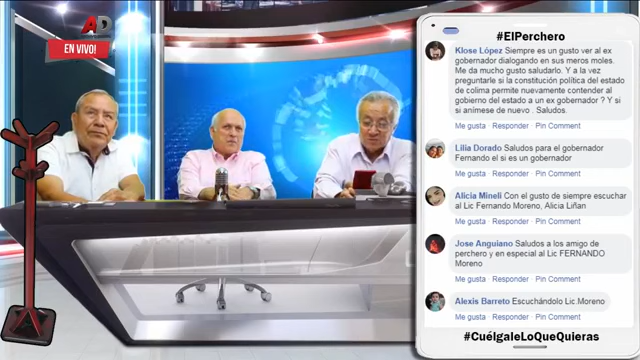 AD
EN VIVO!
#ElPerchero
Klose López Siempre es un gusto ver al ex
gobernador dialogando en sus meros moles.
Me da mucho gusto saludarlo. Y a la vez
preguntarle si la constitución política del estado
de colima permite nuevamente contender al
gobierno del estado a un ex gobernador ? Y si
si anímese de nuevo . Saludos.
Me gusta · Responder · Pin Comment
Lilia Dorado Saludos para el gobernador
Fernando el si es un gobernador
Me gusta · Responder · Pin Comment
Alicia Mineli Con el gusto de siempre escuchar
al Lic Fernando Moreno, Alicia Liñan
Me gusta · Responder · Pin Comment
Jose Anguiano Saludos a los amigo de
perchero y en especial al Lic FERNANDO
Moreno
Me gusta · Responder · Pin Comment
Alexis Barreto Escuchándolo Lic.Moreno
Me gusta · Responder · Pin Comment
#CuélgaleLoQueQuieras